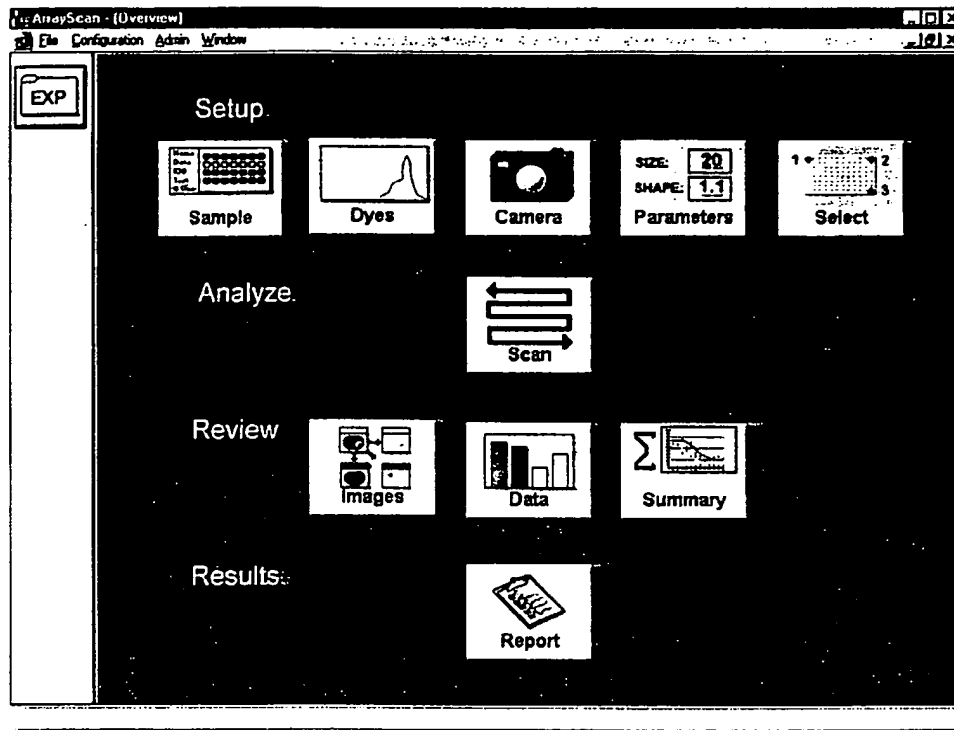 ArrayScan - [Overview]
File Configuration Admin Window
EXP
Setup.
Sample
Dyes
Camera
SIZE: 20
SHAPE: 1.1
Parameters
1 2
3
Select
Analyze.
Scan
Review
Images
Data
Σ
Summary
Results:
Report